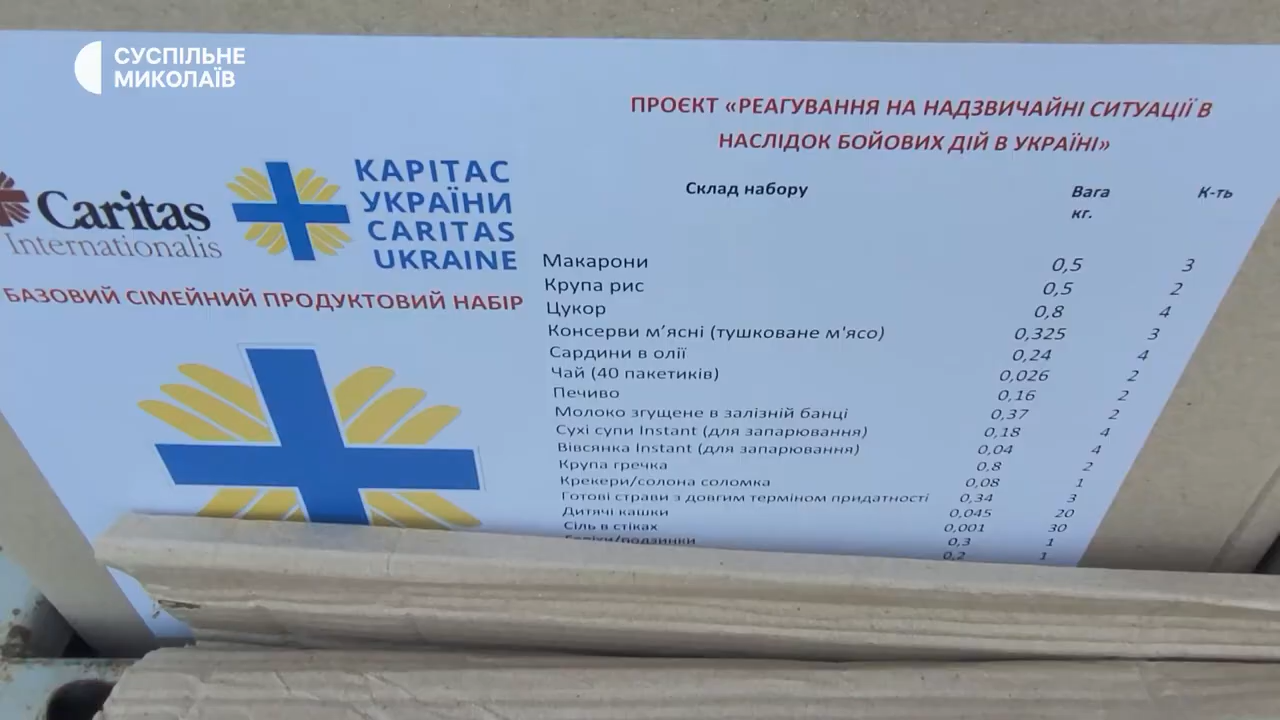 СУСПІЛЬНЕ
МИКОЛАЇВ
ПРОЄКТ «РЕАГУВАННЯ НА НАДЗВИЧАЙНІ СИТУАЦІЇ В
НАСЛІДОК БОЙОВИХ ДІЙ В УКРАЇНІ»
Caritas
Internationalis
КАРІТАС
УКРАЇНИ
CARITAS
UKRAINE
БАЗОВИЙ СІМЕЙНИЙ ПРОДУКТОВИЙ НАБІР
Склад набору Вага К-ть
кг.
Макарони 0,5 3
Крупа рис 0,5 2
Цукор 0,8 4
Консерви м’ясні (тушковане м'ясо) 0,325 3
Сардини в олії 0,24 4
Чай (40 пакетиків) 0,026 2
Печиво 0,16 2
Молоко згущене в залізній банці 0,37 2
Сухі супи Instant (для запарювання) 0,18 4
Вівсянка Instant (для запарювання) 0,04 4
Крупа гречка 0,8 2
Крекери/солона соломка 0,08 1
Готові страви з довгим терміном придатності 0,34 3
Дитячі кашки 0,045 20
Сіль в стіках 0,001 30
Горіхи/родзинки 0,3 1
0,2 1